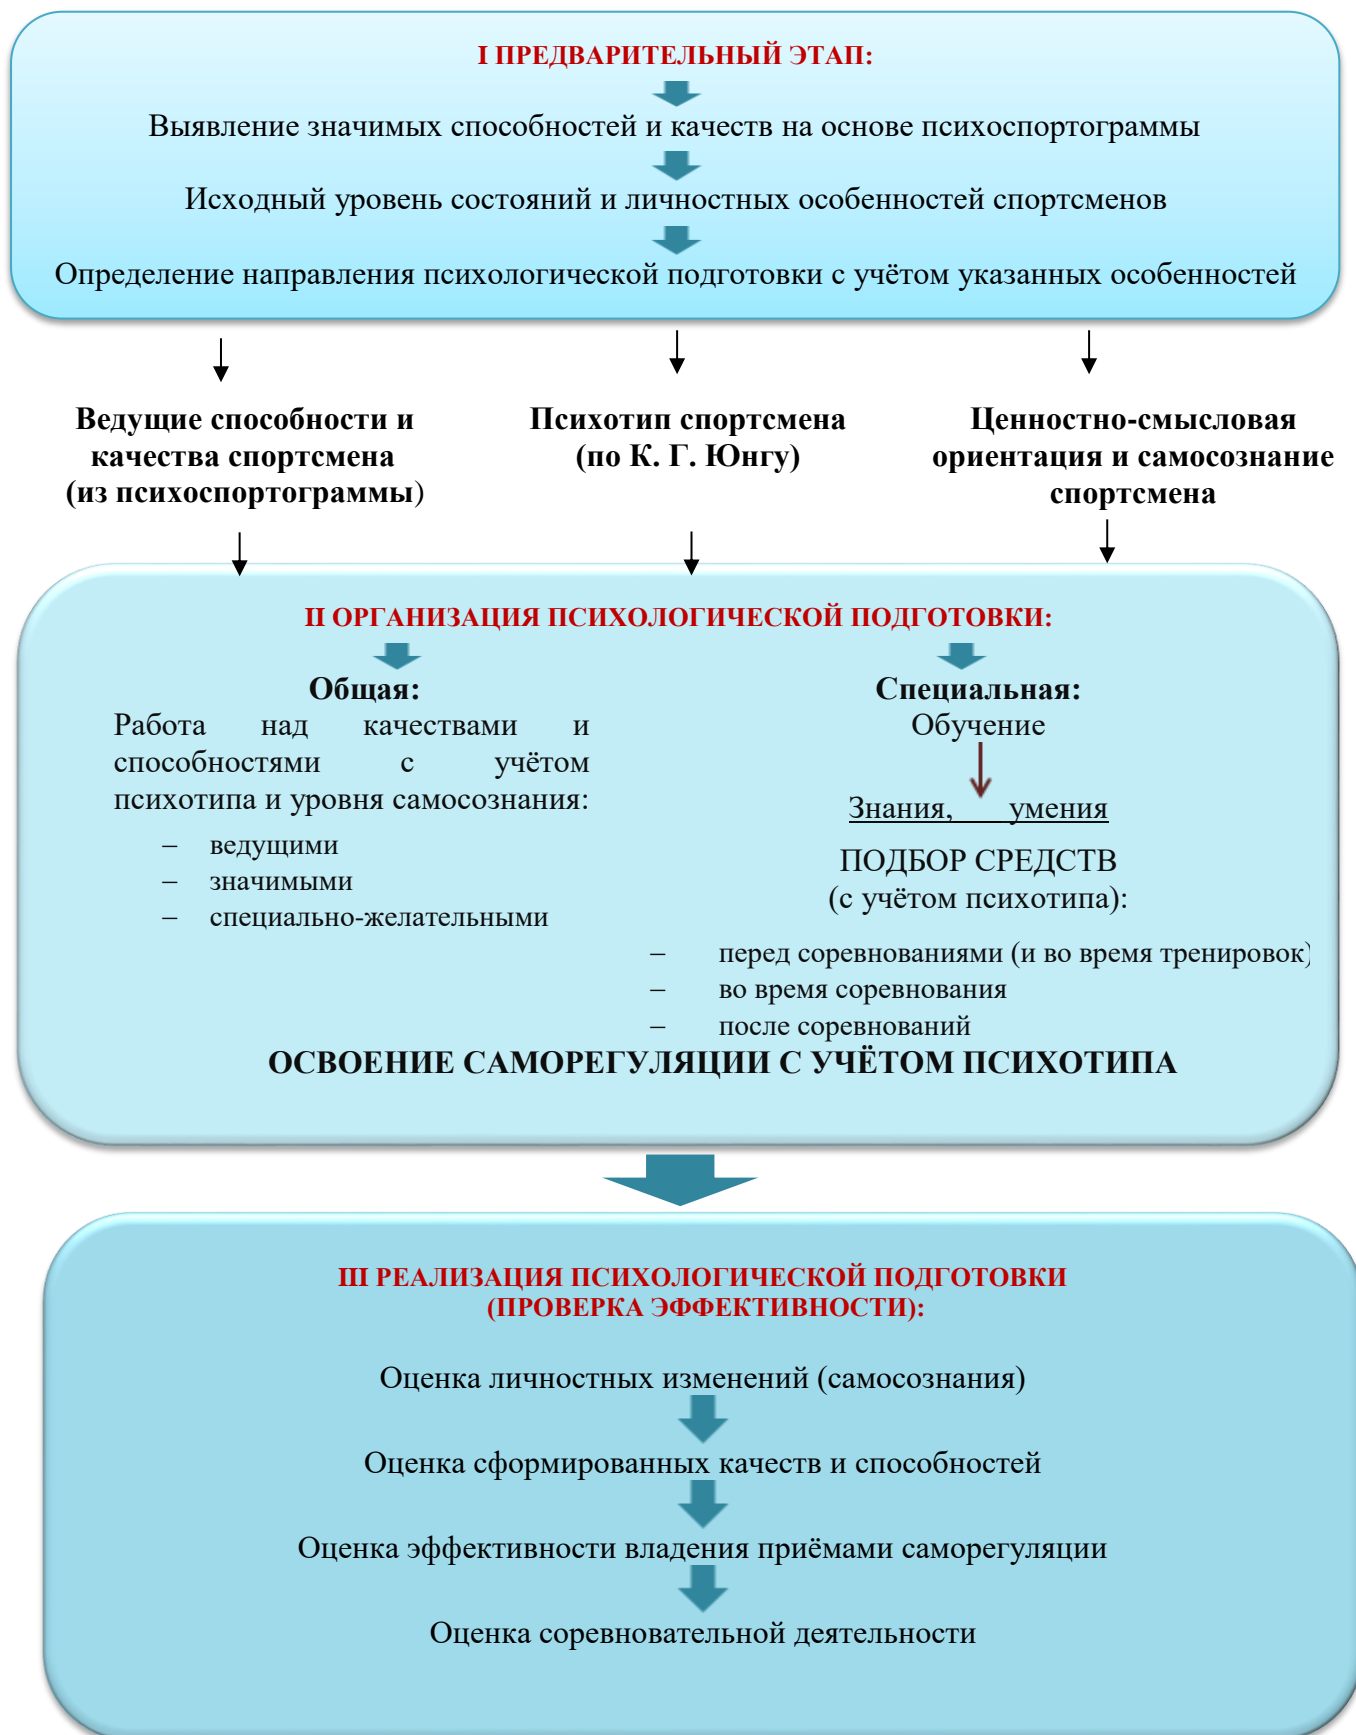 I ПРЕДВАРИТЕЛЬНЫЙ ЭТАП:
Выявление значимых способностей и качеств на основе психоспортограммы
Исходный уровень состояний и личностных особенностей спортсменов
Определение направления психологической подготовки с учётом указанных особенностей
Ведущие способности и
качества спортсмена
(из психоспортограммы)
Психотип спортсмена
(по К. Г. Юнгу)
Ценностно-смысловая
ориентация и самосознание
спортсмена
II ОРГАНИЗАЦИЯ ПСИХОЛОГИЧЕСКОЙ ПОДГОТОВКИ:
Общая:
Работа над качествами и
способностями с учётом
психотипа и уровня самосознания:
– ведущими
– значимыми
– специально-желательными
Специальная:
Обучение
Знания, умения
ПОДБОР СРЕДСТВ
(с учётом психотипа):
– перед соревнованиями (и во время тренировок)
– во время соревнования
– после соревнований
ОСВОЕНИЕ САМОРЕГУЛЯЦИИ С УЧЁТОМ ПСИХОТИПА
III РЕАЛИЗАЦИЯ ПСИХОЛОГИЧЕСКОЙ ПОДГОТОВКИ
(ПРОВЕРКА ЭФФЕКТИВНОСТИ):
Оценка личностных изменений (самосознания)
Оценка сформированных качеств и способностей
Оценка эффективности владения приёмами саморегуляции
Оценка соревновательной деятельности